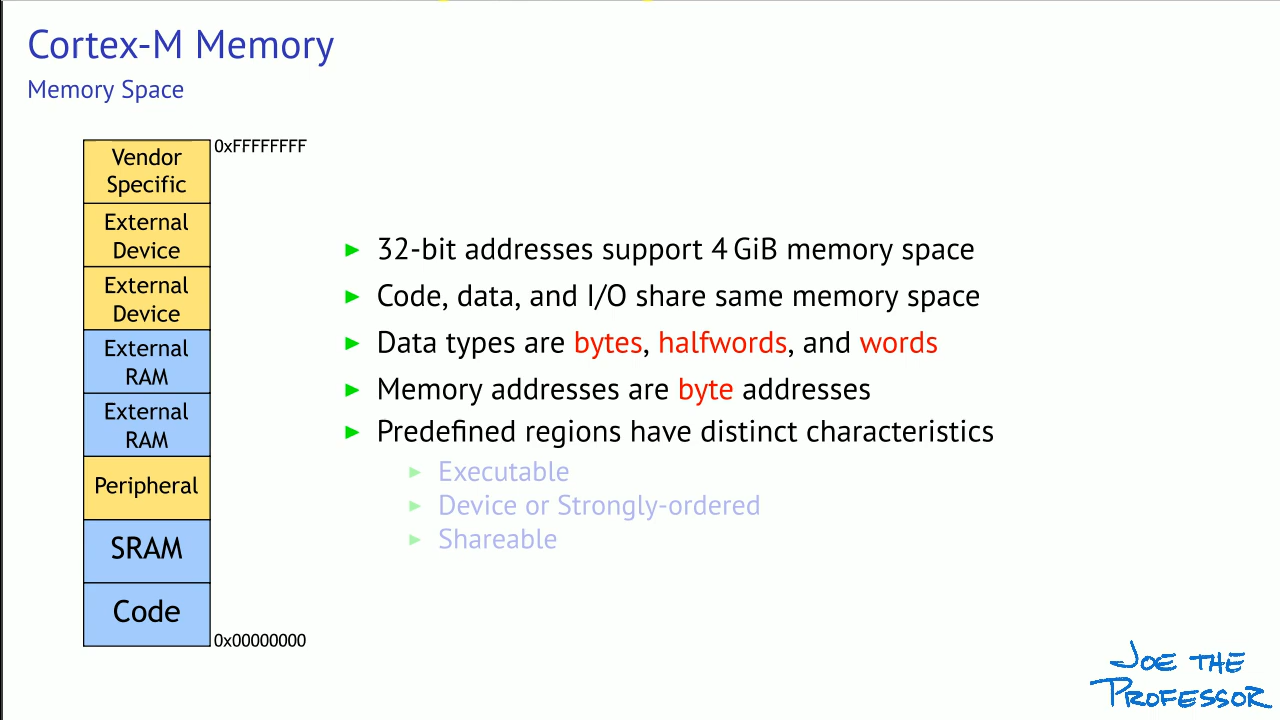 Cortex-M Memory
Memory Space
0xFFFFFFFF
Vendor
Specific
External
Device
External
Device
External
RAM
External
RAM
Peripheral
SRAM
Code
0x00000000
► 32-bit addresses support 4 GiB memory space
► Code, data, and I/O share same memory space
► Data types are bytes, halfwords, and words
► Memory addresses are byte addresses
► Predefined regions have distinct characteristics
► Executable
► Device or Strongly-ordered
► Shareable
JOE THE
PROFESSOR